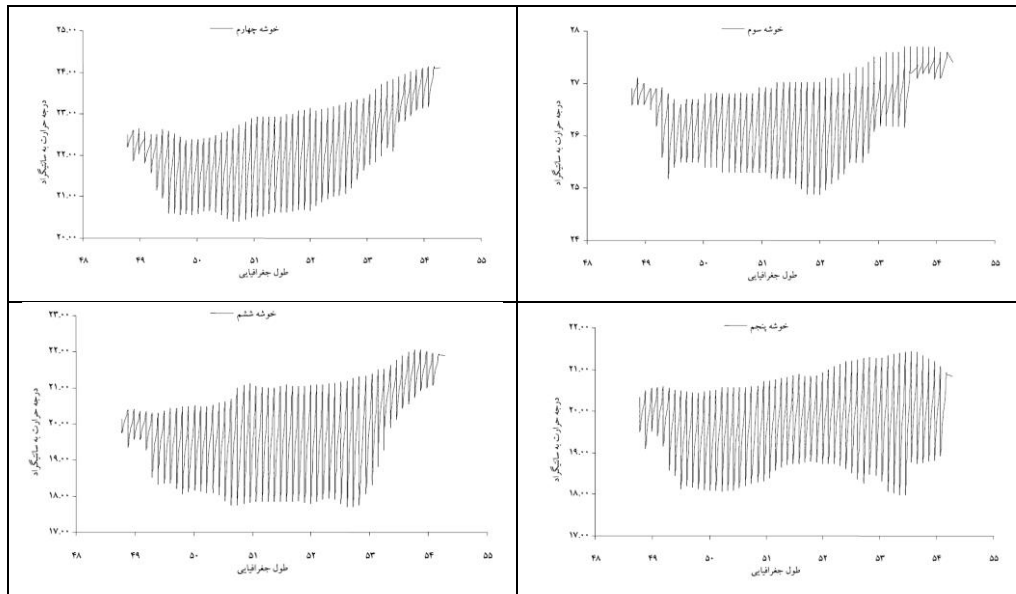 خوشه سوم
۲۸
۲۷
۲۶
۲۵
۲۴
درجه حرارت به سانتیگراد
۴۸ ۴۹ ۵۰ ۵۱ ۵۲ ۵۳ ۵۴ ۵۵
طول جغرافیایی
خوشه چهارم
۲۵.۰۰
۲۴.۰۰
۲۳.۰۰
۲۲.۰۰
۲۱.۰۰
۲۰.۰۰
درجه حرارت به سانتیگراد
۴۸ ۴۹ ۵۰ ۵۱ ۵۲ ۵۳ ۵۴ ۵۵
طول جغرافیایی
خوشه پنجم
۲۲.۰۰
۲۱.۰۰
۲۰.۰۰
۱۹.۰۰
۱۸.۰۰
۱۷.۰۰
درجه حرارت به سانتیگراد
۴۸ ۴۹ ۵۰ ۵۱ ۵۲ ۵۳ ۵۴ ۵۵
طول جغرافیایی
خوشه ششم
۲۳.۰۰
۲۲.۰۰
۲۱.۰۰
۲۰.۰۰
۱۹.۰۰
۱۸.۰۰
۱۷.۰۰
درجه حرارت به سانتیگراد
۴۸ ۴۹ ۵۰ ۵۱ ۵۲ ۵۳ ۵۴ ۵۵
طول جغرافیایی